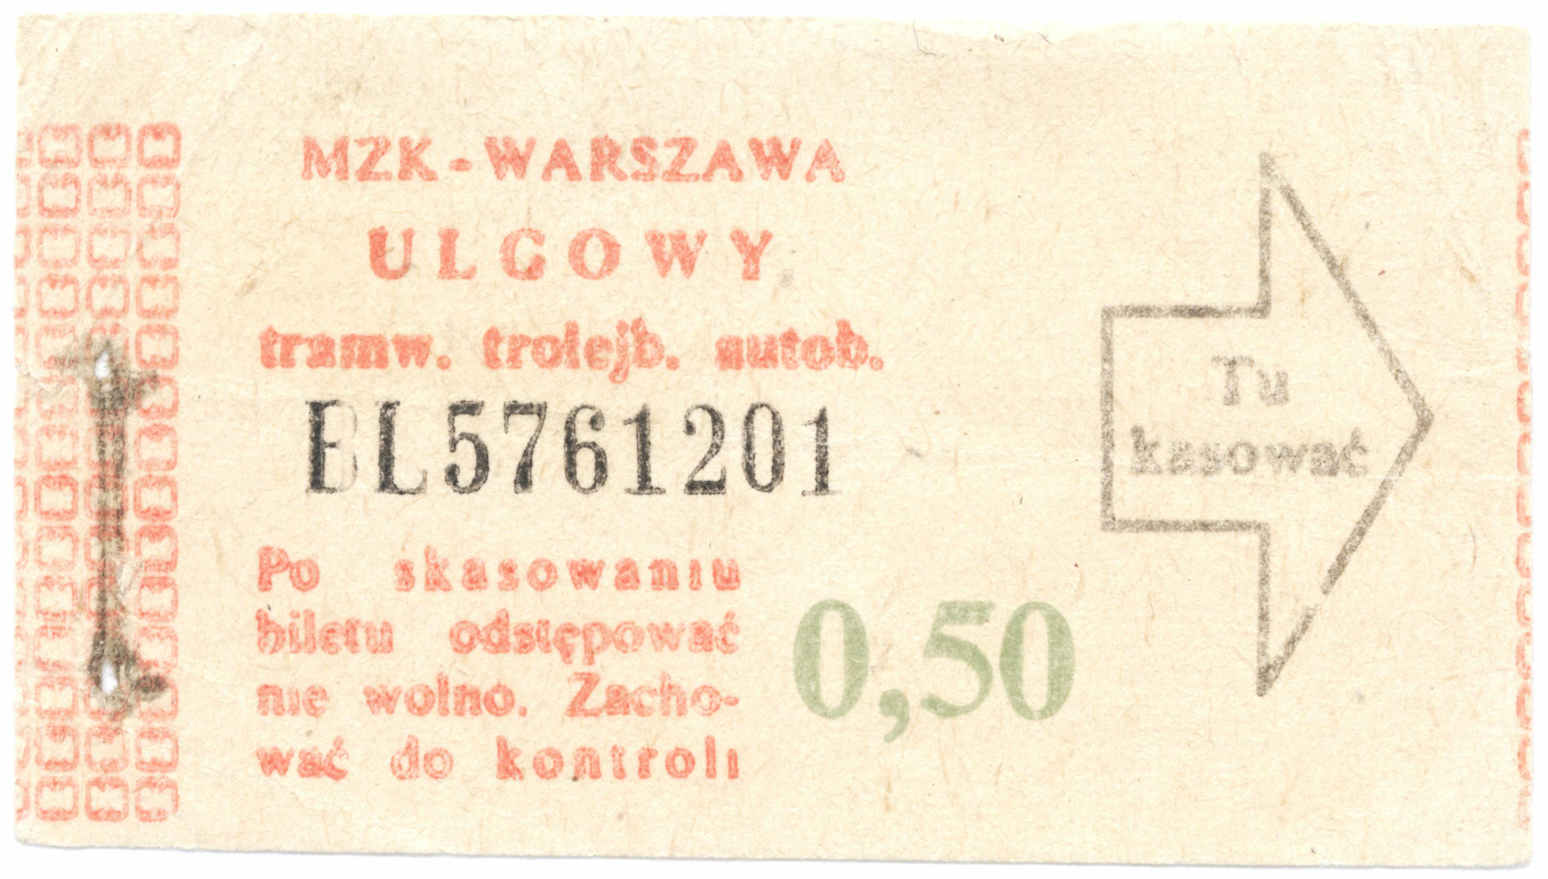 MZK-WARSZAWA
ULGOWY
tramw. trolejb. autob.
BL5761201
Po skasowaniu
biletu odstępować
nie wolno. Zacho-
wać do kontroli
0,50
Tu
kasować